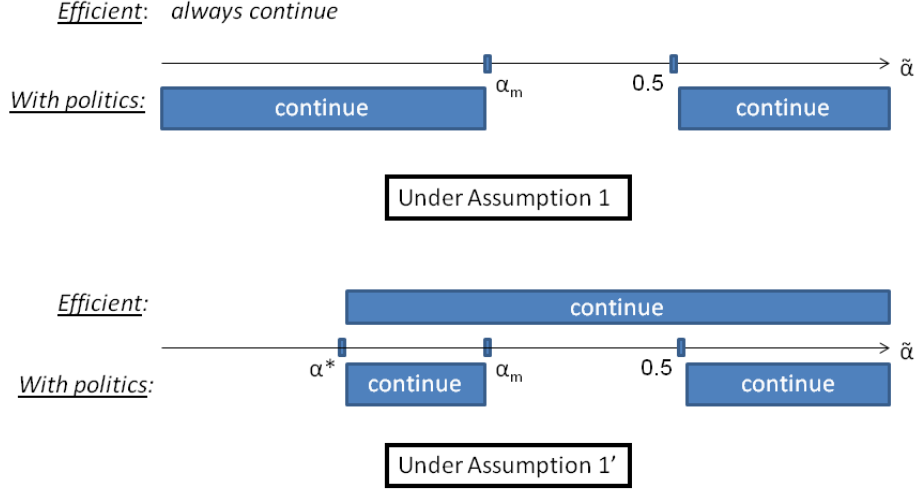 Efficient: always continue
α̃
αm
0.5
With politics: continue continue
Under Assumption 1
Efficient: continue
α̃
α* αm 0.5
With politics: continue continue
Under Assumption 1’